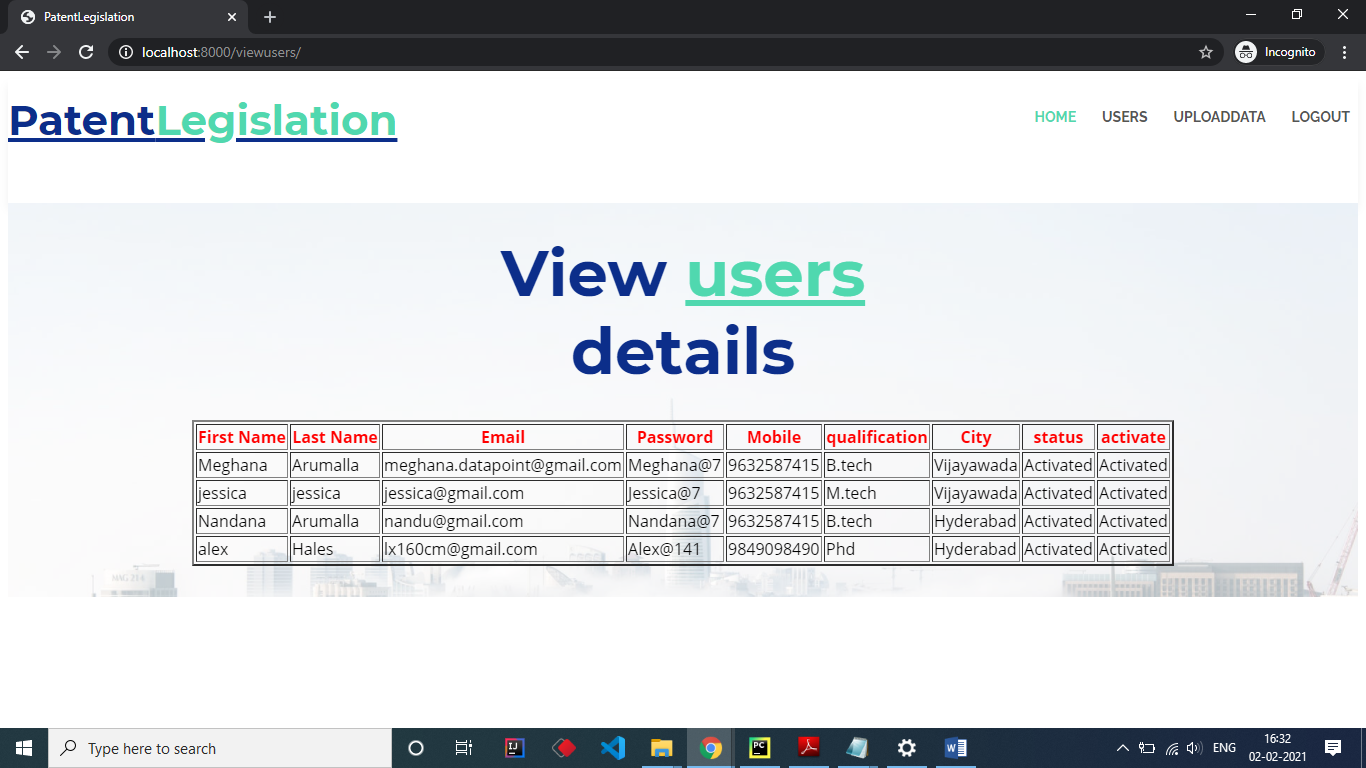 PatentLegislation
localhost:8000/viewusers/
Incognito
PatentLegislation
HOME USERS UPLOADDATA LOGOUT
View users
details
First Name Last Name Email Password Mobile qualification City status activate
Meghana Arumalla meghana.datapoint@gmail.com Meghana@7 9632587415 B.tech Vijayawada Activated Activated
jessica jessica jessica@gmail.com Jessica@7 9632587415 M.tech Vijayawada Activated Activated
Nandana Arumalla nandu@gmail.com Nandana@7 9632587415 B.tech Hyderabad Activated Activated
alex Hales lx160cm@gmail.com Alex@141 9849098490 Phd Hyderabad Activated Activated
Type here to search
IJ
PC
W
ENG
16:32
02-02-2021